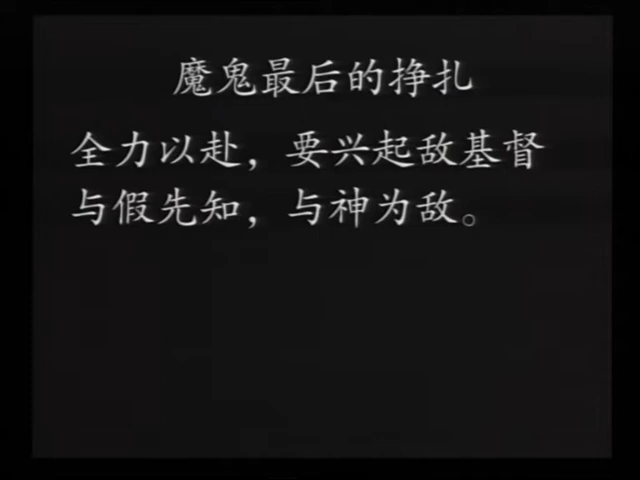 魔鬼最后的挣扎
全力以赴，要兴起敌基督
与假先知，与神为敌。